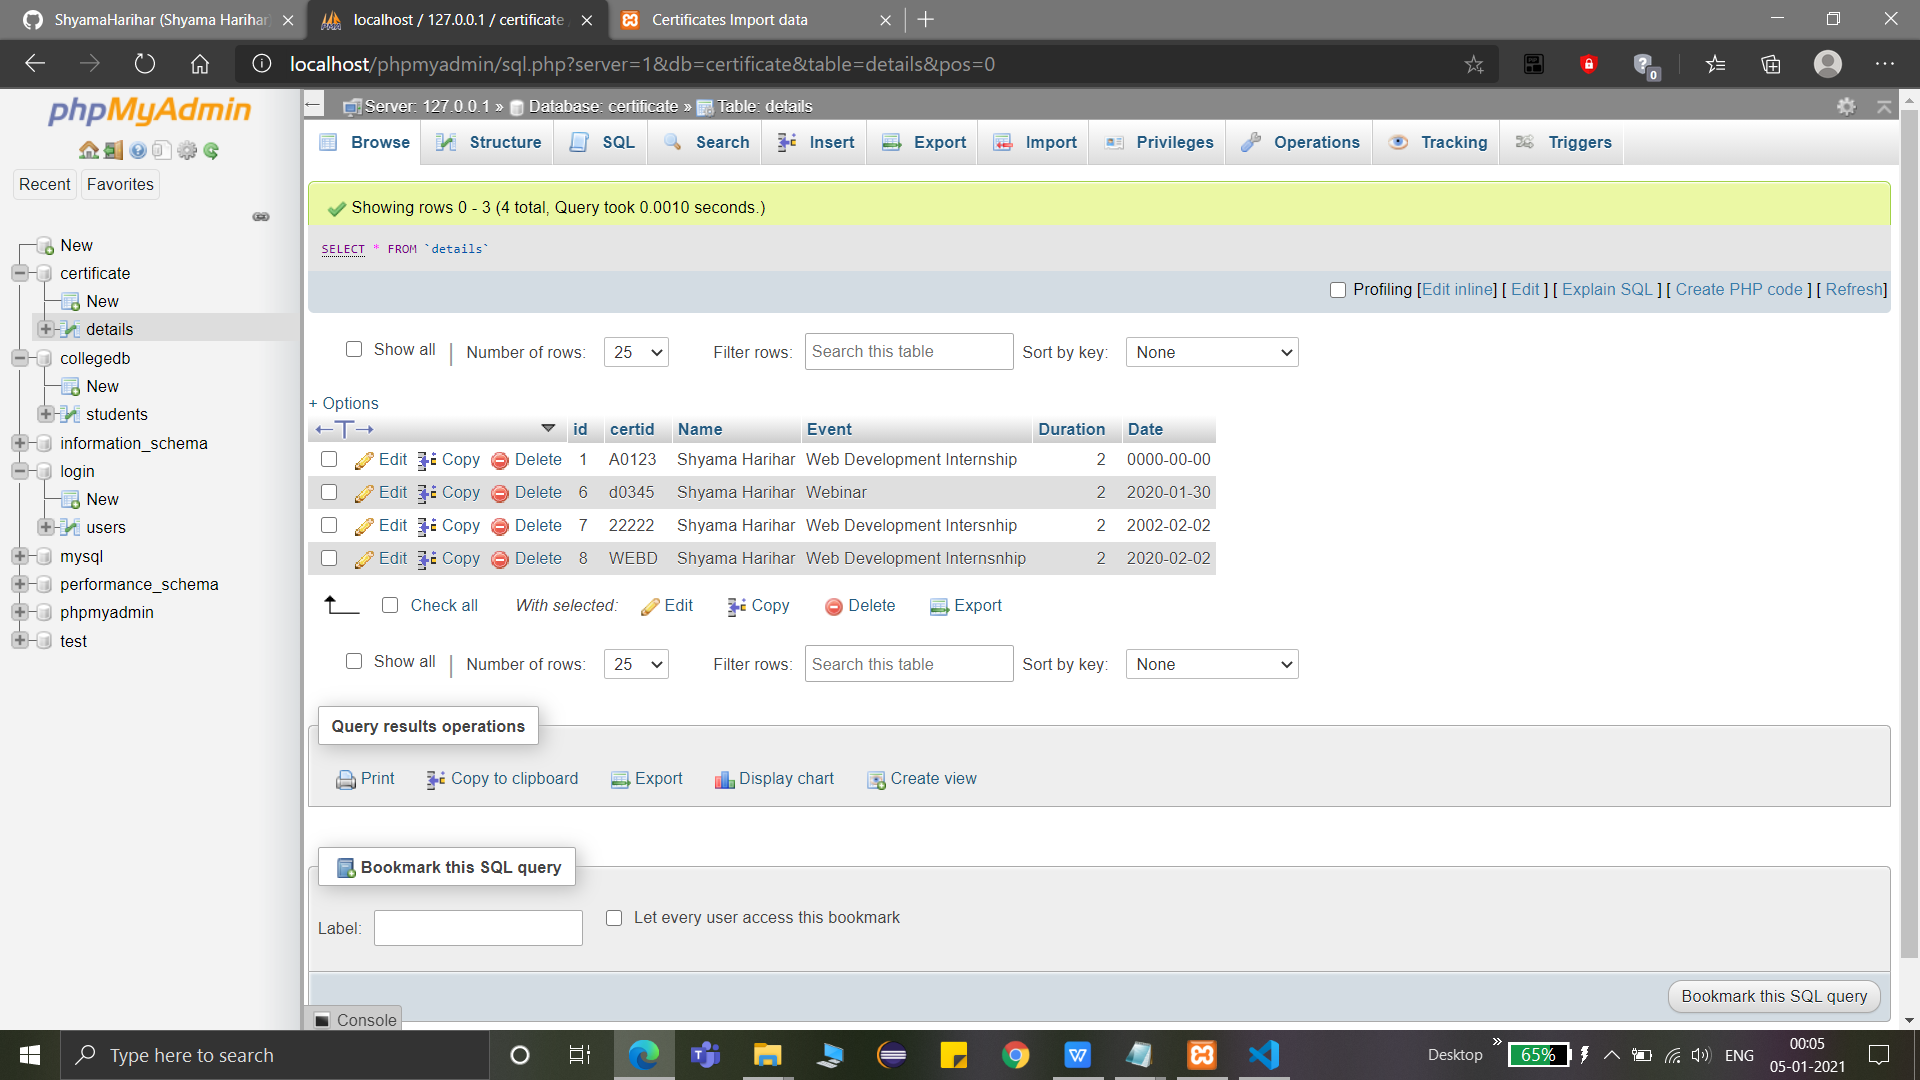 ShyamaHarihar (Shyama Harihar)
localhost / 127.0.0.1 / certificate /
Certificates Import data
localhost/phpmyadmin/sql.php?server=1&db=certificate&table=details&pos=0
0
phpMyAdmin
Recent Favorites
New
certificate
New
details
collegedb
New
students
information_schema
login
New
users
mysql
performance_schema
phpmyadmin
test
Server: 127.0.0.1 » Database: certificate » Table: details
Browse Structure SQL Search Insert Export Import Privileges Operations Tracking Triggers
Showing rows 0 - 3 (4 total, Query took 0.0010 seconds.)
SELECT * FROM `details`
Profiling [Edit inline] [ Edit ] [ Explain SQL ] [ Create PHP code ] [ Refresh]
Show all | Number of rows: 25 Filter rows: Search this table Sort by key: None
+ Options
←T→ id certid Name Event Duration Date
Edit Copy Delete 1 A0123 Shyama Harihar Web Development Internship 2 0000-00-00
Edit Copy Delete 6 d0345 Shyama Harihar Webinar 2 2020-01-30
Edit Copy Delete 7 22222 Shyama Harihar Web Development Intersnhip 2 2002-02-02
Edit Copy Delete 8 WEBD Shyama Harihar Web Development Internsnhip 2 2020-02-02
Check all With selected: Edit Copy Delete Export
Show all | Number of rows: 25 Filter rows: Search this table Sort by key: None
Query results operations
Print Copy to clipboard Export Display chart Create view
Bookmark this SQL query
Label: Let every user access this bookmark
Bookmark this SQL query
Console
Type here to search
Desktop » 65% ENG
00:05
05-01-2021